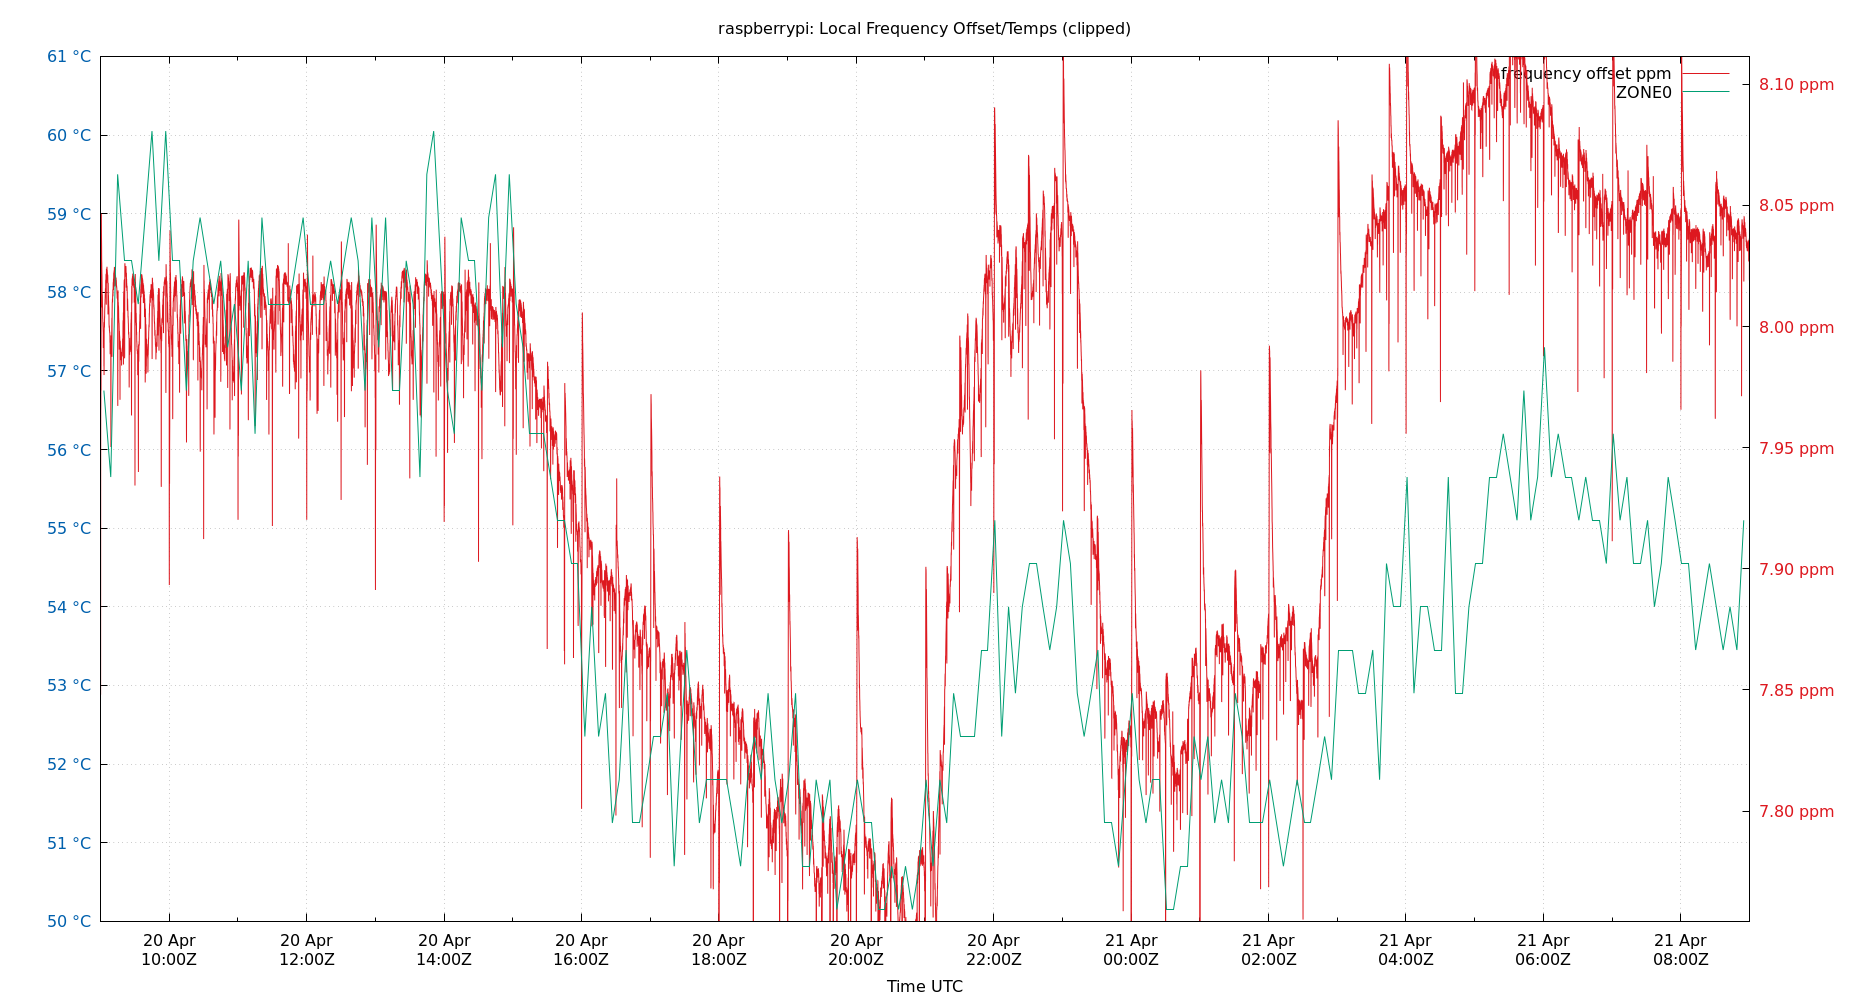 raspberrypi: Local Frequency Offset/Temps (clipped)
61 °C
60 °C
59 °C
58 °C
57 °C
56 °C
55 °C
54 °C
53 °C
52 °C
51 °C
50 °C
frequency offset ppm
ZONE0
8.10 ppm
8.05 ppm
8.00 ppm
7.95 ppm
7.90 ppm
7.85 ppm
7.80 ppm
20 Apr
10:00Z
20 Apr
12:00Z
20 Apr
14:00Z
20 Apr
16:00Z
20 Apr
18:00Z
20 Apr
20:00Z
20 Apr
22:00Z
21 Apr
00:00Z
21 Apr
02:00Z
21 Apr
04:00Z
21 Apr
06:00Z
21 Apr
08:00Z
Time UTC